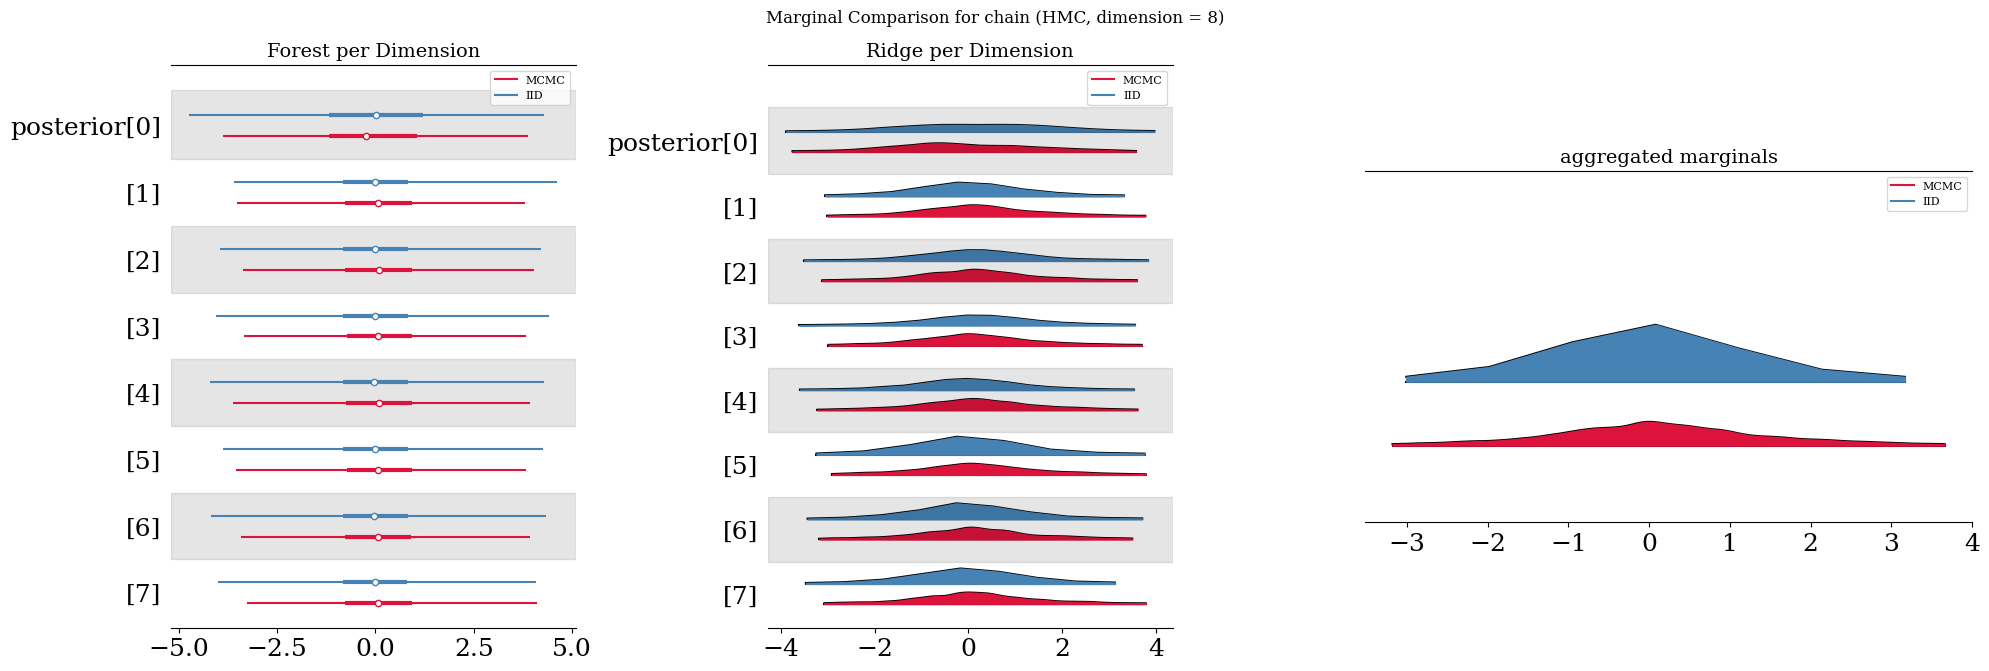 Marginal Comparison for chain (HMC, dimension = 8)
Forest per Dimension
MCMC
IID
posterior[0]
[1]
[2]
[3]
[4]
[5]
[6]
[7]
−5.0 −2.5 0.0 2.5 5.0
Ridge per Dimension
MCMC
IID
posterior[0]
[1]
[2]
[3]
[4]
[5]
[6]
[7]
−4 −2 0 2 4
aggregated marginals
MCMC
IID
−3 −2 −1 0 1 2 3 4